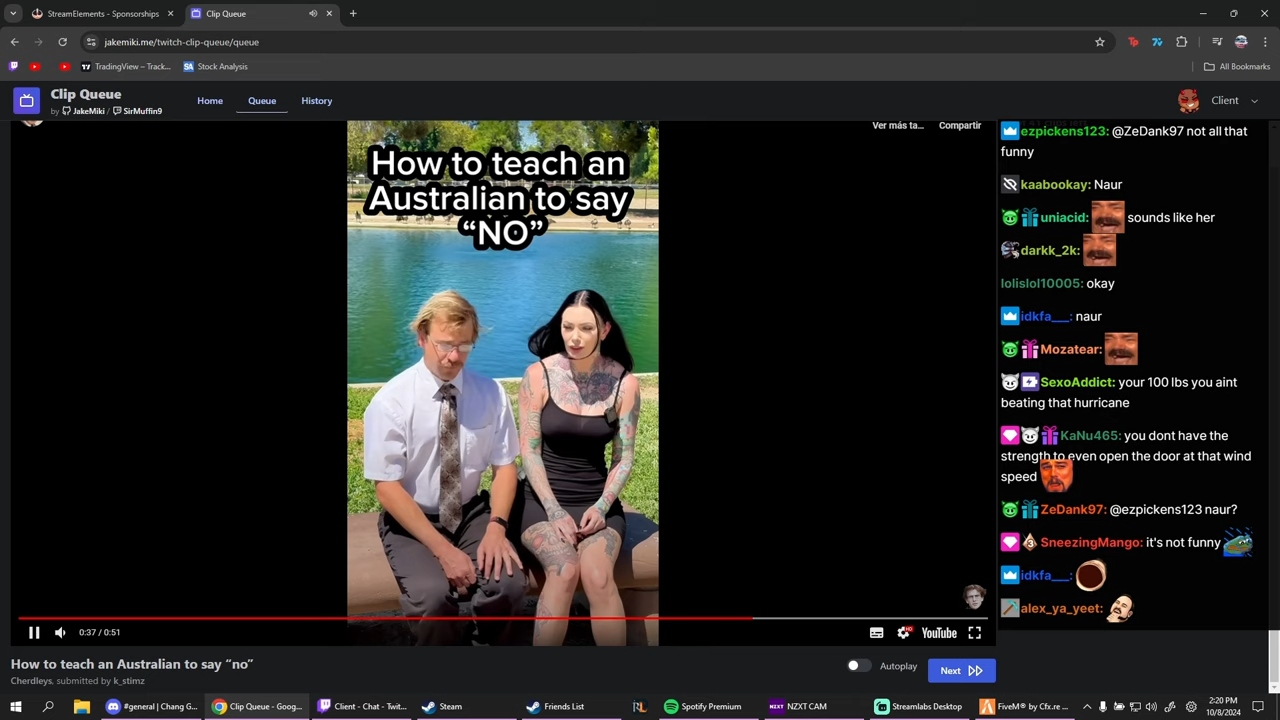 StreamElements - Sponsorships
Clip Queue
jakemiki.me/twitch-clip-queue/queue
TradingView – Track...
SA Stock Analysis
All Bookmarks
Clip Queue
by JakeMiki / SirMuffin9
Home
Queue
History
Client
Ver más ta...
Compartir
How to teach an
Australian to say
“NO”
0:37 / 0:51
HD
YouTube
How to teach an Australian to say “no”
Cherdleys, submitted by k_stimz
Autoplay
Next
ezpickens123: @ZeDank97 not all that
funny
kaabookay: Naur
uniacid: sounds like her
darkk_2k:
lolislol10005: okay
idkfa___: naur
Mozatear:
SexoAddict: your 100 lbs you aint
beating that hurricane
KaNu465: you dont have the
strength to even open the door at that wind
speed
ZeDank97: @ezpickens123 naur?
SneezingMango: it's not funny
idkfa___:
alex_ya_yeet:
#general | Chang G...
Clip Queue - Goog...
Client - Chat - Twit...
Steam
Friends List
RL
Spotify Premium
NZXT
NZXT CAM
Streamlabs Desktop
FiveM® by Cfx.re ...
2:20 PM
10/8/2024